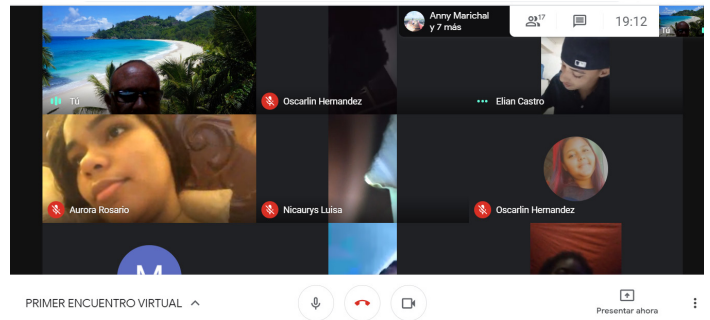 Anny Marichal
y 7 más
17
19:12
Tú
Tú
Oscarlin Hernandez
Elian Castro
Aurora Rosario
Nicaurys Luisa
Oscarlin Hernandez
M
PRIMER ENCUENTRO VIRTUAL
Presentar ahora